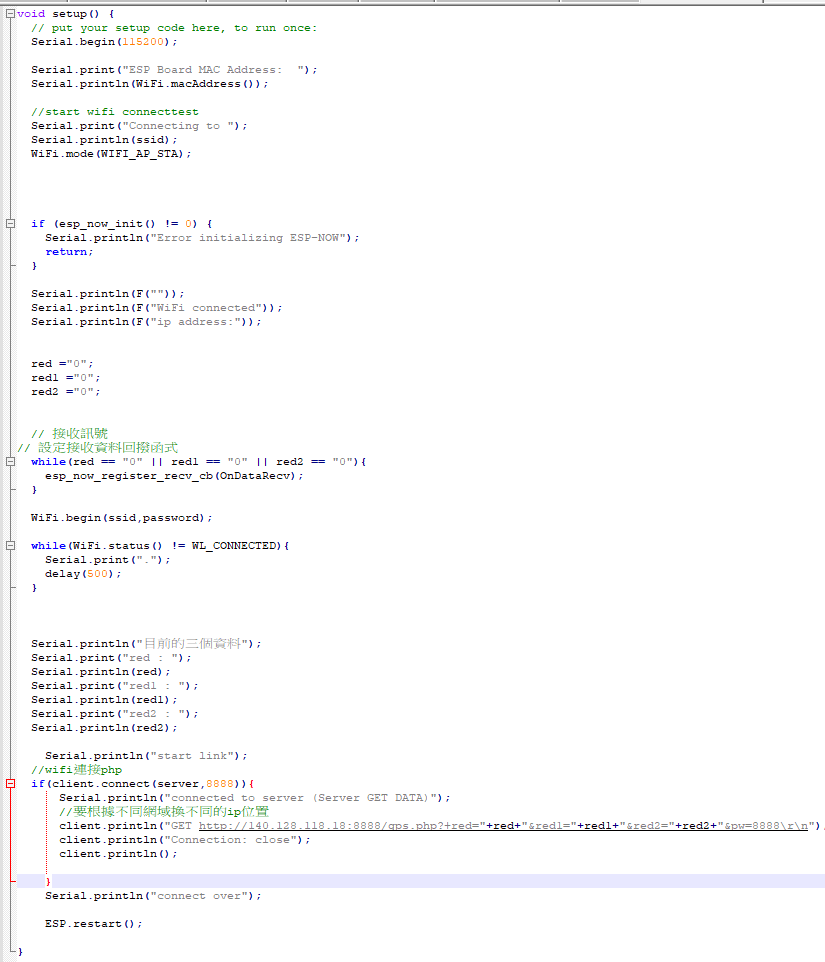 void setup() {
// put your setup code here, to run once:
Serial.begin(115200);
Serial.print("ESP Board MAC Address:  ");
Serial.println(WiFi.macAddress());
//start wifi connecttest
Serial.print("Connecting to ");
Serial.println(ssid);
WiFi.mode(WIFI_AP_STA);
if (esp_now_init() != 0) {
Serial.println("Error initializing ESP-NOW");
return;
}
Serial.println(F(""));
Serial.println(F("WiFi connected"));
Serial.println(F("ip address:"));
red ="0";
red1 ="0";
red2 ="0";
// 接收訊號
// 設定接收資料回撥函式
while(red == "0" || red1 == "0" || red2 == "0"){
esp_now_register_recv_cb(OnDataRecv);
}
WiFi.begin(ssid,password);
while(WiFi.status() != WL_CONNECTED){
Serial.print(".");
delay(500);
}
Serial.println("目前的三個資料");
Serial.print("red : ");
Serial.println(red);
Serial.print("red1 : ");
Serial.println(red1);
Serial.print("red2 : ");
Serial.println(red2);
Serial.println("start link");
//wifi連接php
if(client.connect(server,8888)){
Serial.println("connected to server (Server GET DATA)");
//要根據不同網域換不同的ip位置
client.println("GET http://140.128.118.18:8888/gps.php?+red="+red+"&red1="+red1+"&red2="+red2+"&pw=8888\r\n")
client.println("Connection: close");
client.println();
}
Serial.println("connect over");
ESP.restart();
}